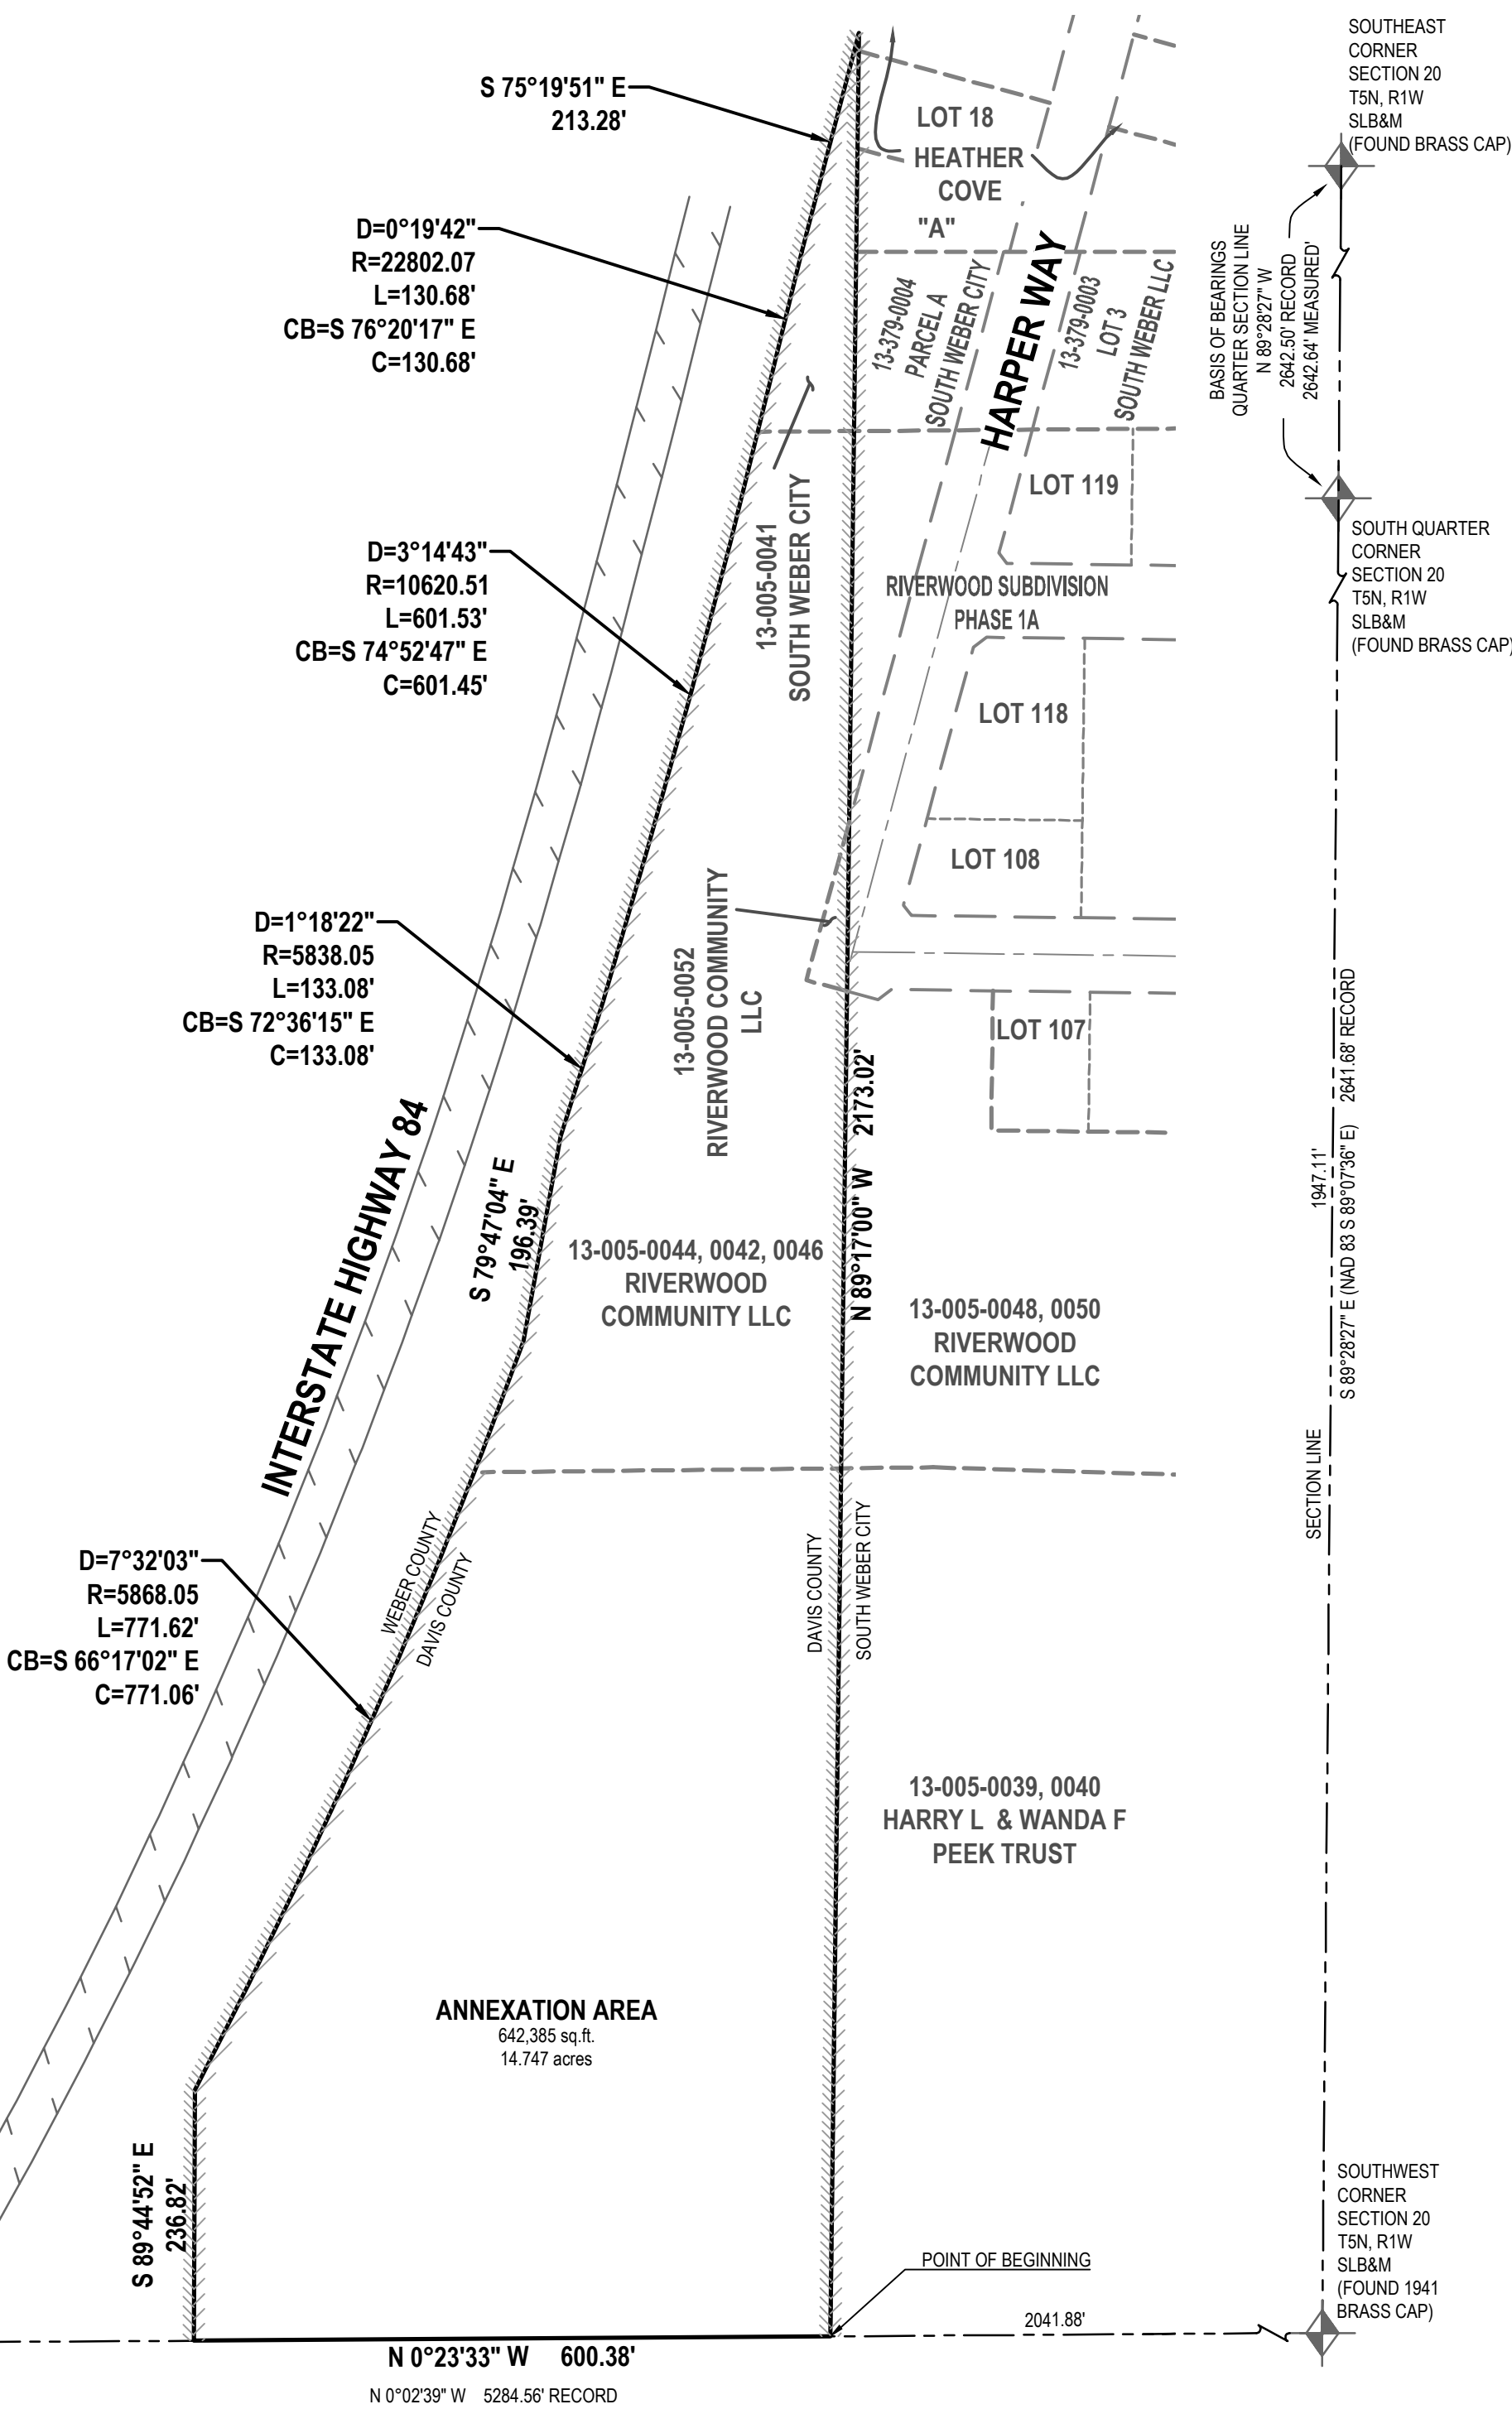 SOUTHEAST
CORNER
SECTION 20
T5N, R1W
SLB&M
(FOUND BRASS CAP)
S 75°19'51" E
213.28'
LOT 18
HEATHER
COVE
"A"
D=0°19'42"
R=22802.07
L=130.68'
CB=S 76°20'17" E
C=130.68'
13-379-0004
PARCEL A
SOUTH WEBER CITY
HARPER WAY
13-379-0003
LOT 3
SOUTH WEBER LLC
BASIS OF BEARINGS
QUARTER SECTION LINE
N 89°28'27" W
2642.50' RECORD
2642.64' MEASURED'
LOT 119
SOUTH QUARTER
CORNER
SECTION 20
T5N, R1W
SLB&M
(FOUND BRASS CAP)
D=3°14'43"
R=10620.51
L=601.53'
CB=S 74°52'47" E
C=601.45'
13-005-0041
SOUTH WEBER CITY
RIVERWOOD SUBDIVISION
PHASE 1A
LOT 118
LOT 108
D=1°18'22"
R=5838.05
L=133.08'
CB=S 72°36'15" E
C=133.08'
13-005-0052
RIVERWOOD COMMUNITY
LLC
LOT 107
INTERSTATE HIGHWAY 84
S 79°47'04" E
196.39'
N 89°17'00" W 2173.02'
1947.11'
S 89°28'27" E (NAD 83 S 89°07'36" E) 2641.68' RECORD
13-005-0044, 0042, 0046
RIVERWOOD
COMMUNITY LLC
13-005-0048, 0050
RIVERWOOD
COMMUNITY LLC
SECTION LINE
WEBER COUNTY
DAVIS COUNTY
DAVIS COUNTY
SOUTH WEBER CITY
D=7°32'03"
R=5868.05
L=771.62'
CB=S 66°17'02" E
C=771.06'
13-005-0039, 0040
HARRY L & WANDA F
PEEK TRUST
ANNEXATION AREA
642,385 sq.ft.
14.747 acres
S 89°44'52" E
236.82'
POINT OF BEGINNING
2041.88'
SOUTHWEST
CORNER
SECTION 20
T5N, R1W
SLB&M
(FOUND 1941
BRASS CAP)
N 0°23'33" W 600.38'
N 0°02'39" W 5284.56' RECORD